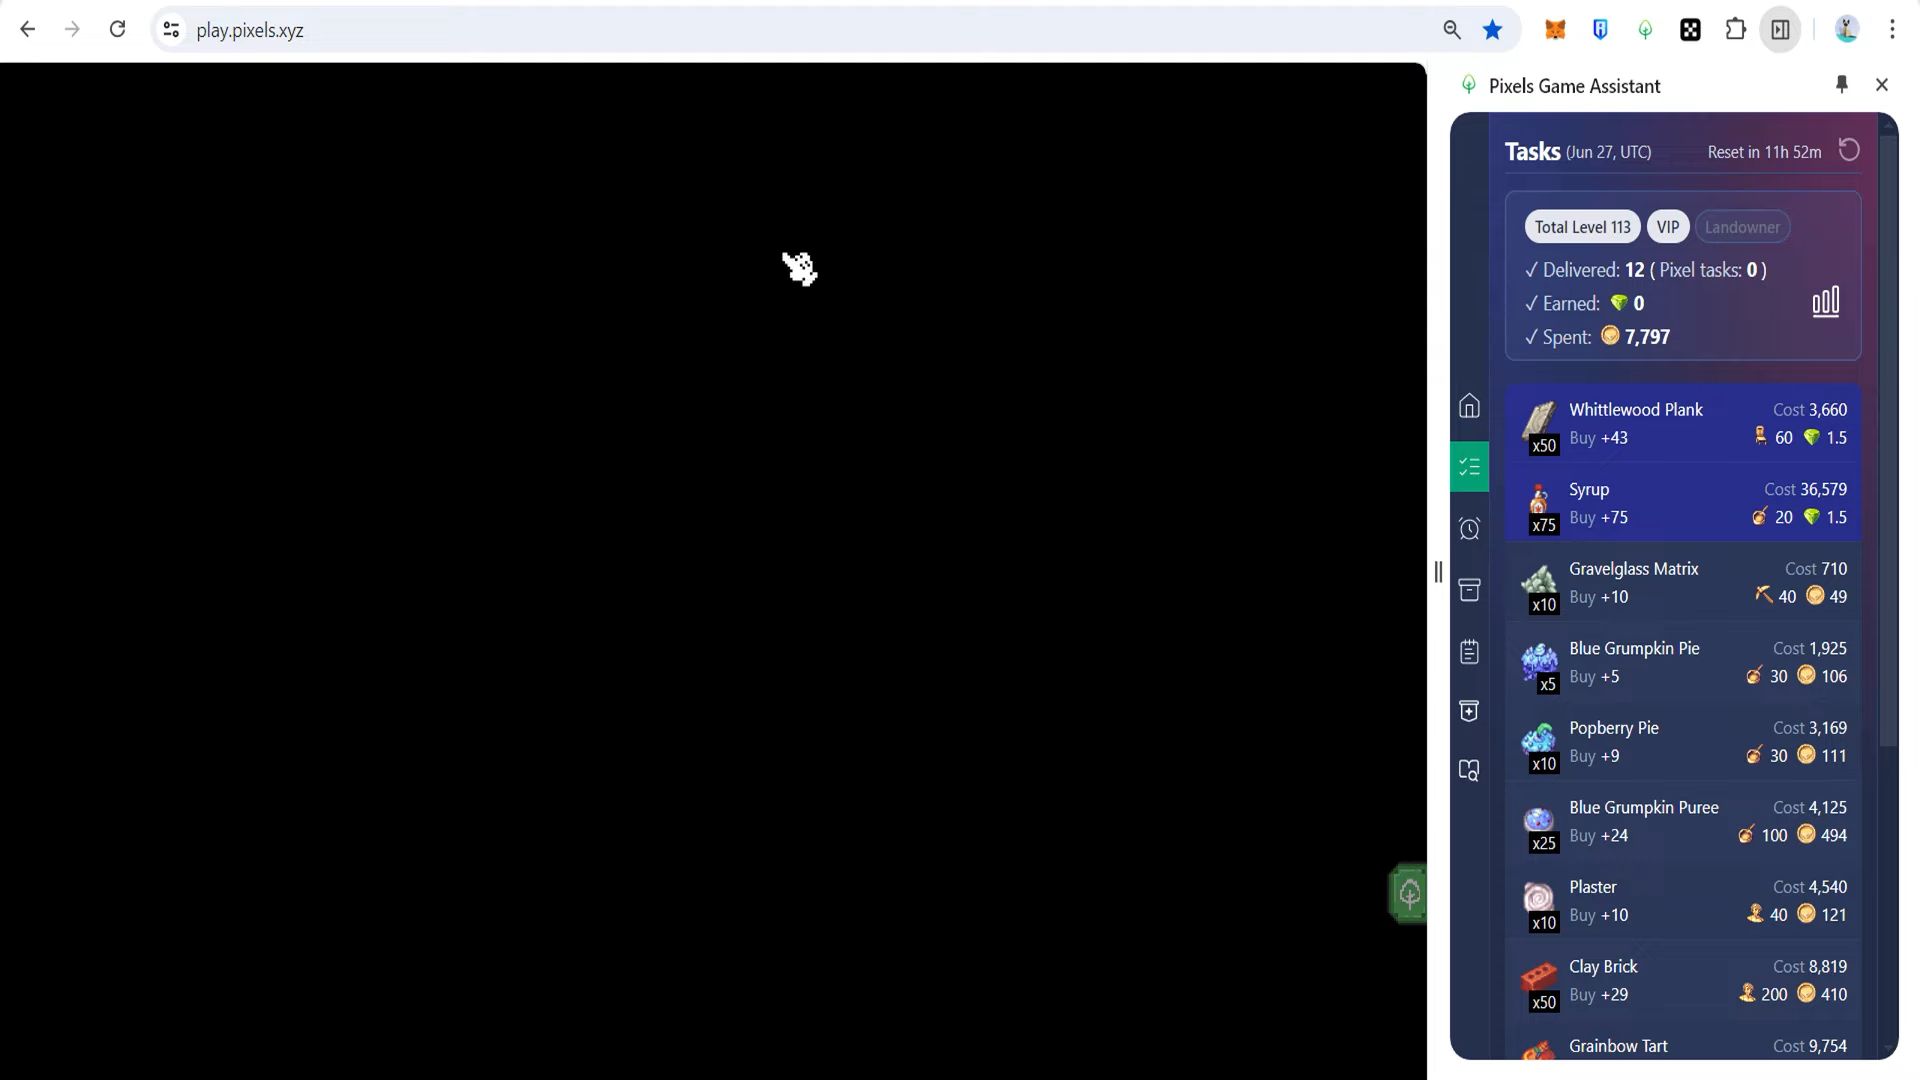 play.pixels.xyz
Pixels Game Assistant
Tasks (Jun 27, UTC) Reset in 11h 52m
Total Level 113 VIP Landowner
✓ Delivered: 12 ( Pixel tasks: 0 )
✓ Earned: 0
✓ Spent: 7,797
Whittlewood Plank Cost 3,660
x50 Buy +43 60 1.5
Syrup Cost 36,579
x75 Buy +75 20 1.5
Gravelglass Matrix Cost 710
x10 Buy +10 40 49
Blue Grumpkin Pie Cost 1,925
x5 Buy +5 30 106
Popberry Pie Cost 3,169
x10 Buy +9 30 111
Blue Grumpkin Puree Cost 4,125
x25 Buy +24 100 494
Plaster Cost 4,540
x10 Buy +10 40 121
Clay Brick Cost 8,819
x50 Buy +29 200 410
Grainbow Tart Cost 9,754